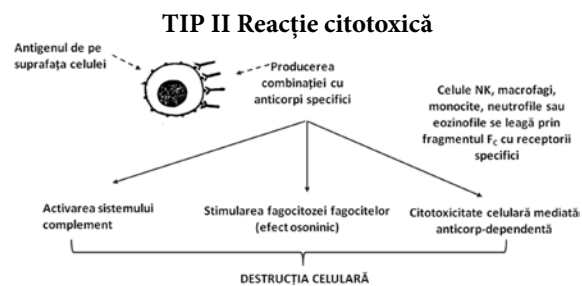 TIP II Reacție citotoxică
Antigenul de pe
suprafața celulei
Producerea
combinației cu
anticorpi specifici
Celule NK, macrofagi,
monocite, neutrofile sau
eozinofile se leagă prin
fragmentul FC cu receptorii
specifici
Activarea sistemului
complement
Stimularea fagocitozei fagocitelor
(efect osoninic)
Citotoxicitate celulară mediată
anticorp-dependentă
DESTRUCȚIA CELULARĂ